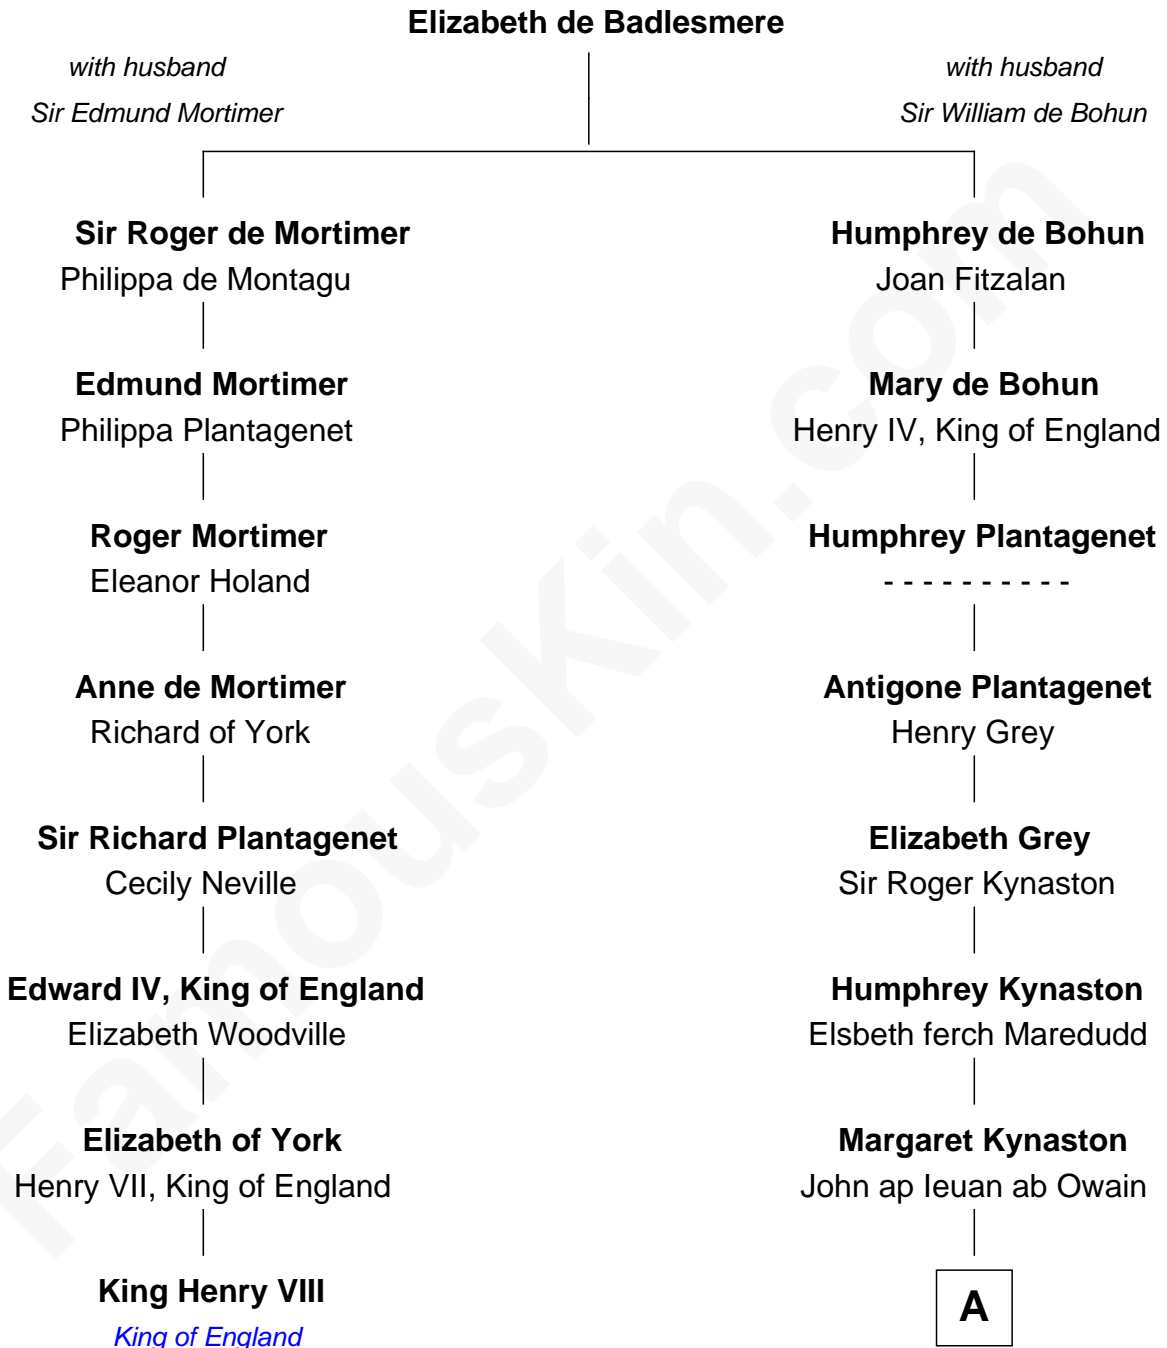 Elizabeth de Badlesmere
with husband
Sir Edmund Mortimer
with husband
Sir William de Bohun
Sir Roger de Mortimer
Philippa de Montagu
Humphrey de Bohun
Joan Fitzalan
Edmund Mortimer
Philippa Plantagenet
Mary de Bohun
Henry IV, King of England
Roger Mortimer
Eleanor Holand
Humphrey Plantagenet
- - - - - - - - - -
Anne de Mortimer
Richard of York
Antigone Plantagenet
Henry Grey
Sir Richard Plantagenet
Cecily Neville
Elizabeth Grey
Sir Roger Kynaston
Edward IV, King of England
Elizabeth Woodville
Humphrey Kynaston
Elsbeth ferch Maredudd
Elizabeth of York
Henry VII, King of England
Margaret Kynaston
John ap Ieuan ab Owain
King Henry VIII
King of England
A
FamousKin.com